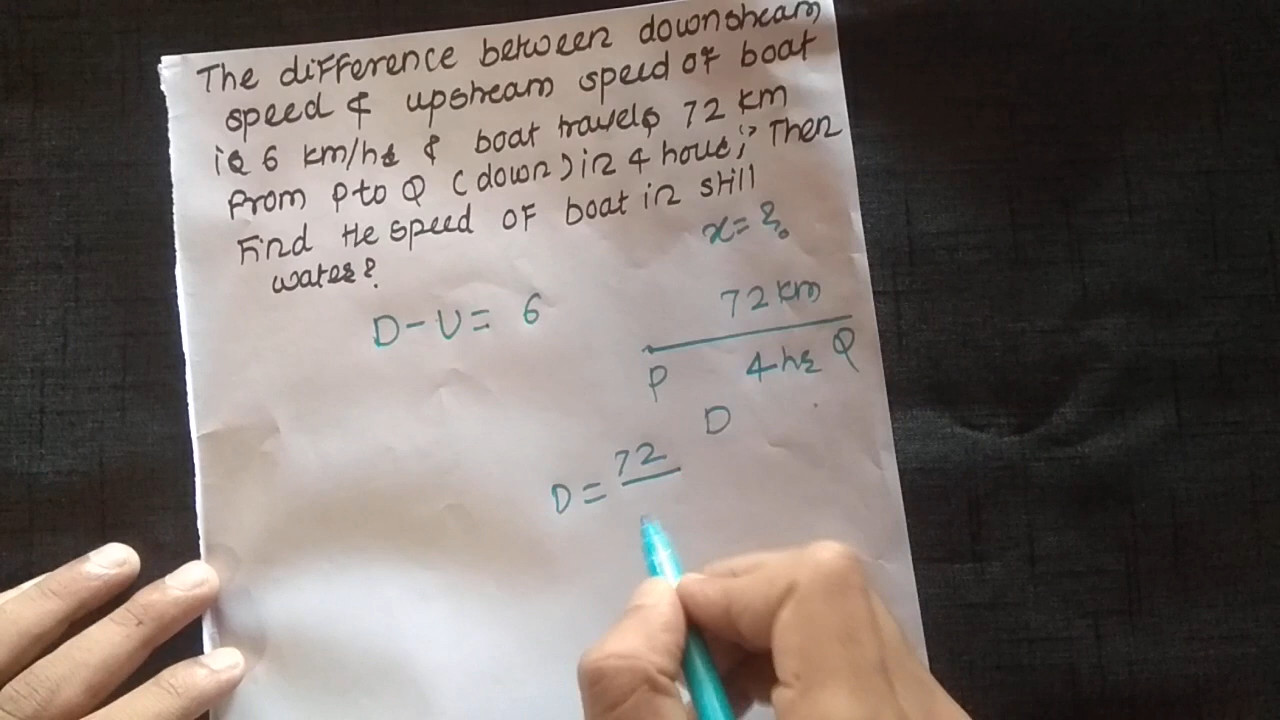 The difference between downstream
speed & upstream speed of boat
is 6 km/hr & boat travels 72 km
From P to Q (down) in 4 hour; Then
Find the speed of boat in still
water?
x = ?
D - U = 6
72 km
P 4 hr Q
D
D = 72